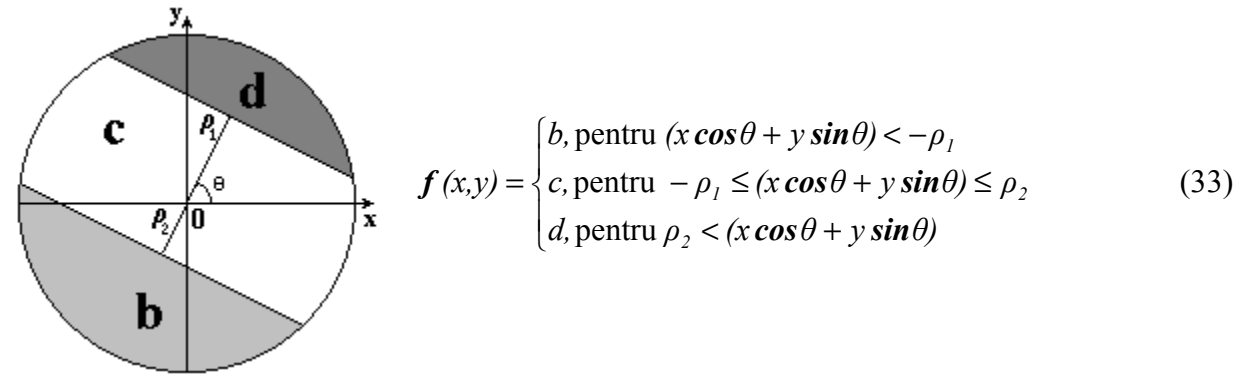 y
d
c
ρ₁
θ
ρ₂
0
x
b
f (x,y) = { b, pentru (x cosθ + y sinθ) < −ρ₁
c, pentru − ρ₁ ≤ (x cosθ + y sinθ) ≤ ρ₂
d, pentru ρ₂ < (x cosθ + y sinθ)
(33)